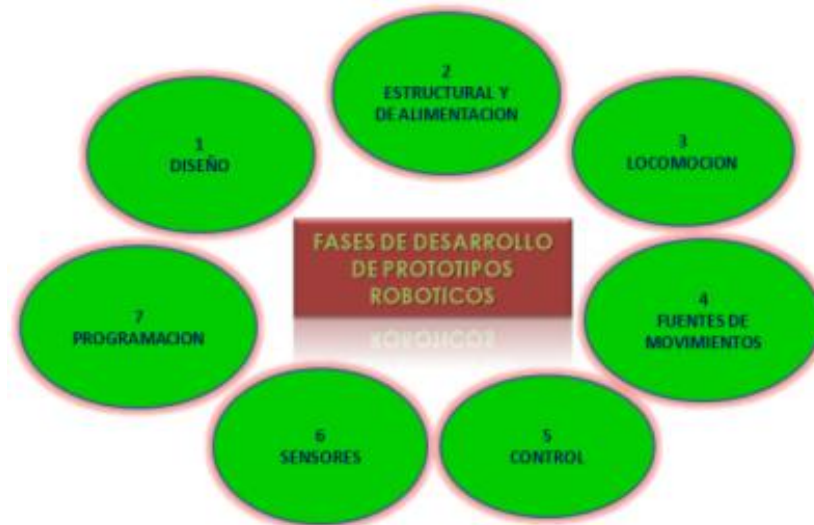 FASES DE DESARROLLO
DE PROTOTIPOS
ROBOTICOS
1
DISEÑO
2
ESTRUCTURAL Y
DE ALIMENTACION
3
LOCOMOCION
4
FUENTES DE
MOVIMIENTOS
5
CONTROL
6
SENSORES
7
PROGRAMACION